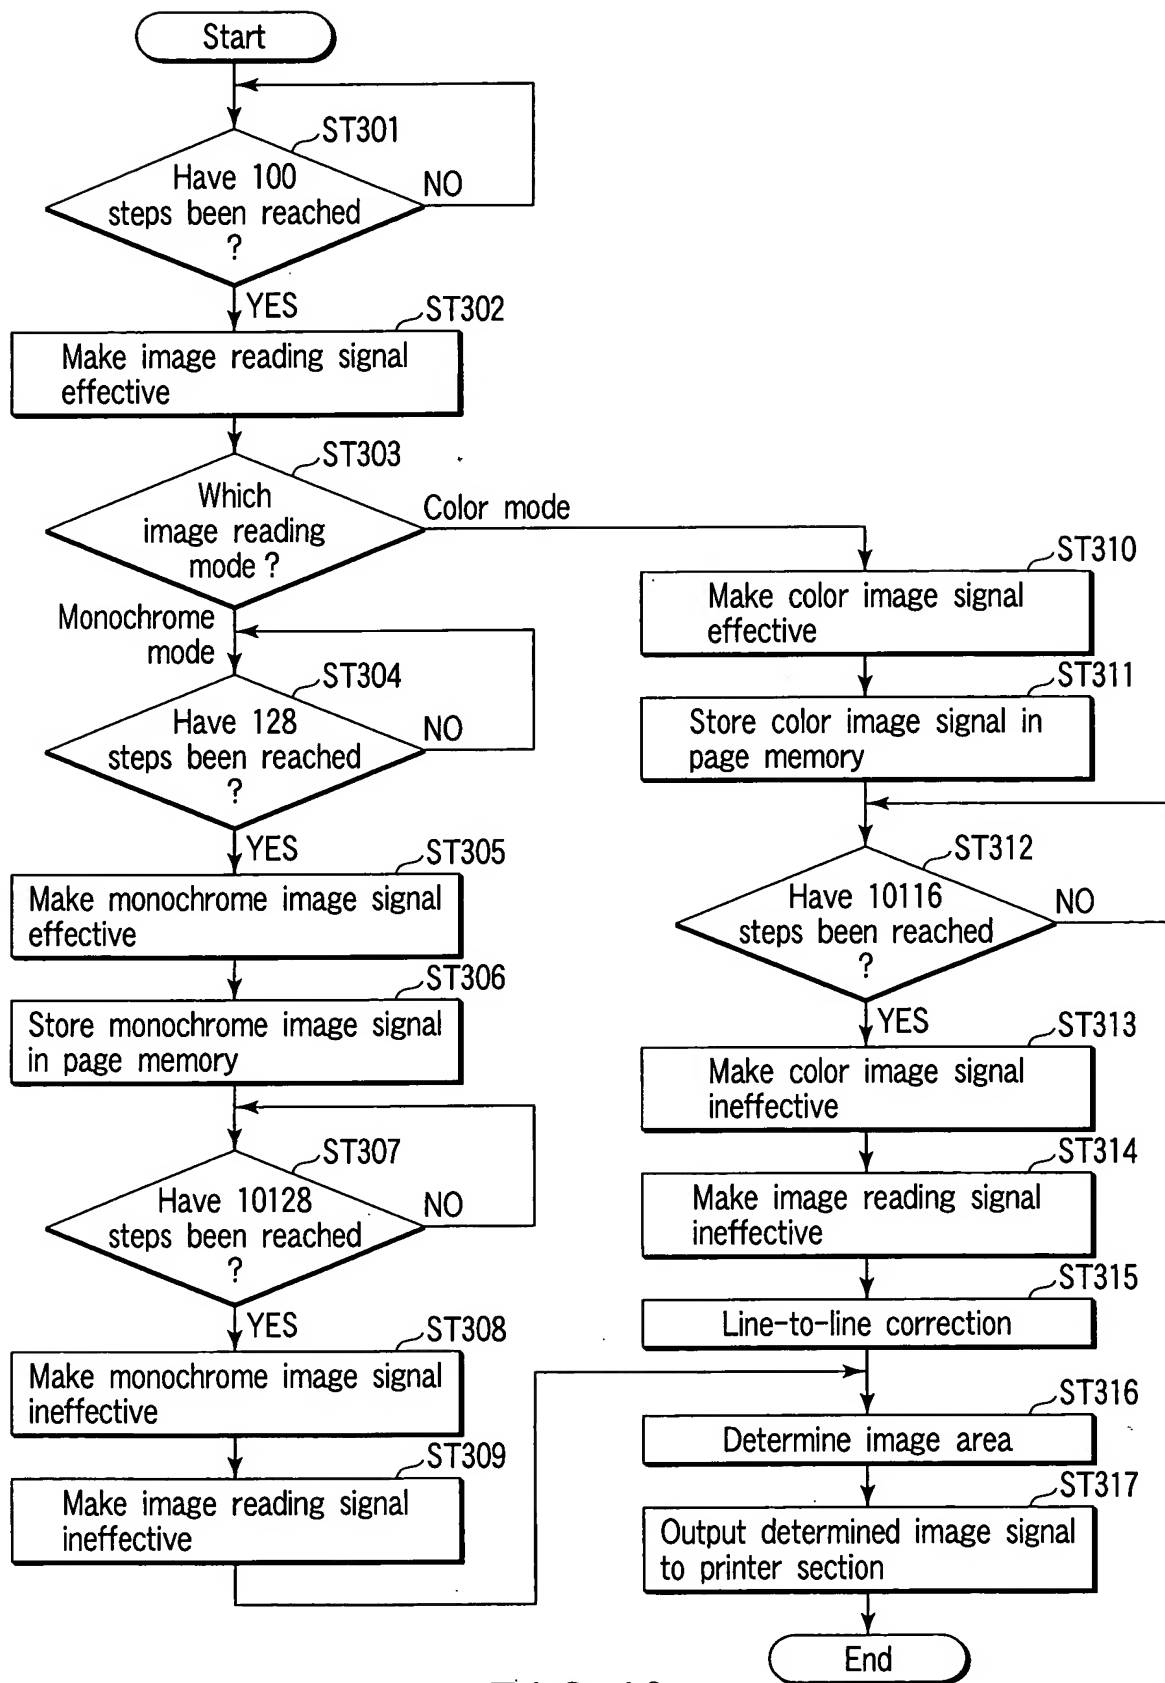 Start
ST301
Have 100
steps been reached
?
NO
YES
ST302
Make image reading signal
effective
ST303
Which
image reading
mode ?
Color mode
Monochrome
mode
ST304
Have 128
steps been reached
?
NO
YES
ST305
Make monochrome image signal
effective
ST306
Store monochrome image signal
in page memory
ST307
Have 10128
steps been reached
?
NO
YES
ST308
Make monochrome image signal
ineffective
ST309
Make image reading signal
ineffective
ST310
Make color image signal
effective
ST311
Store color image signal in
page memory
ST312
Have 10116
steps been reached
?
NO
YES
ST313
Make color image signal
ineffective
ST314
Make image reading signal
ineffective
ST315
Line-to-line correction
ST316
Determine image area
ST317
Output determined image signal
to printer section
End